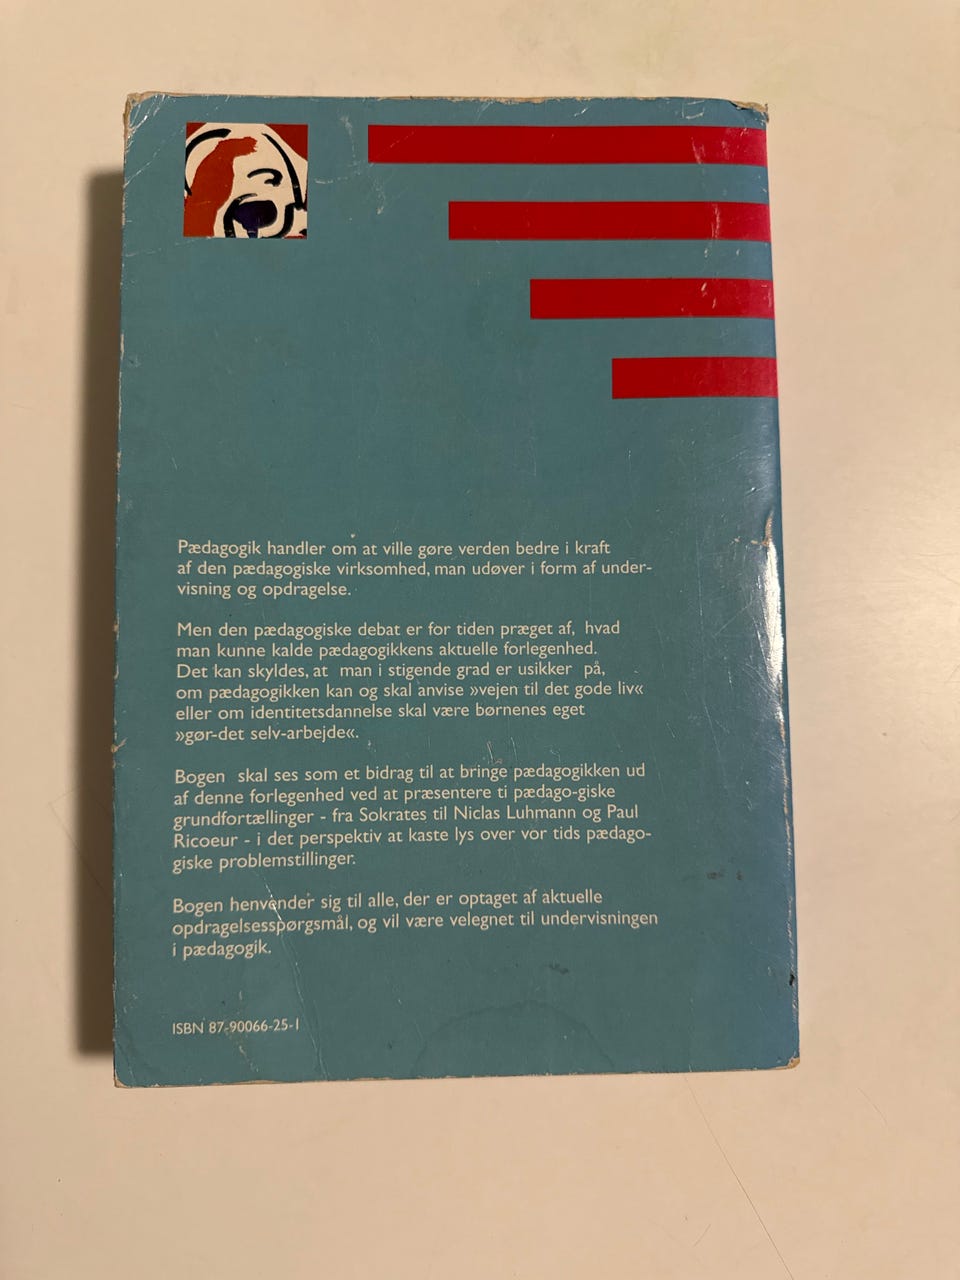 Pædagogik handler om at ville gøre verden bedre i kraft
af den pædagogiske virksomhed, man udøver i form af under-
visning og opdragelse.
Men den pædagogiske debat er for tiden præget af, hvad
man kunne kalde pædagogikkens aktuelle forlegenhed.
Det kan skyldes, at man i stigende grad er usikker på,
om pædagogikken kan og skal anvise »vejen til det gode liv«
eller om identitetsdannelse skal være børnenes eget
»gør-det selv-arbejde«.
Bogen skal ses som et bidrag til at bringe pædagogikken ud
af denne forlegenhed ved at præsentere ti pædago-giske
grundfortællinger - fra Sokrates til Niclas Luhmann og Paul
Ricoeur - i det perspektiv at kaste lys over vor tids pædago-
giske problemstillinger.
Bogen henvender sig til alle, der er optaget af aktuelle
opdragelsesspørgsmål, og vil være velegnet til undervisningen
i pædagogik.
ISBN 87-90066-25-1